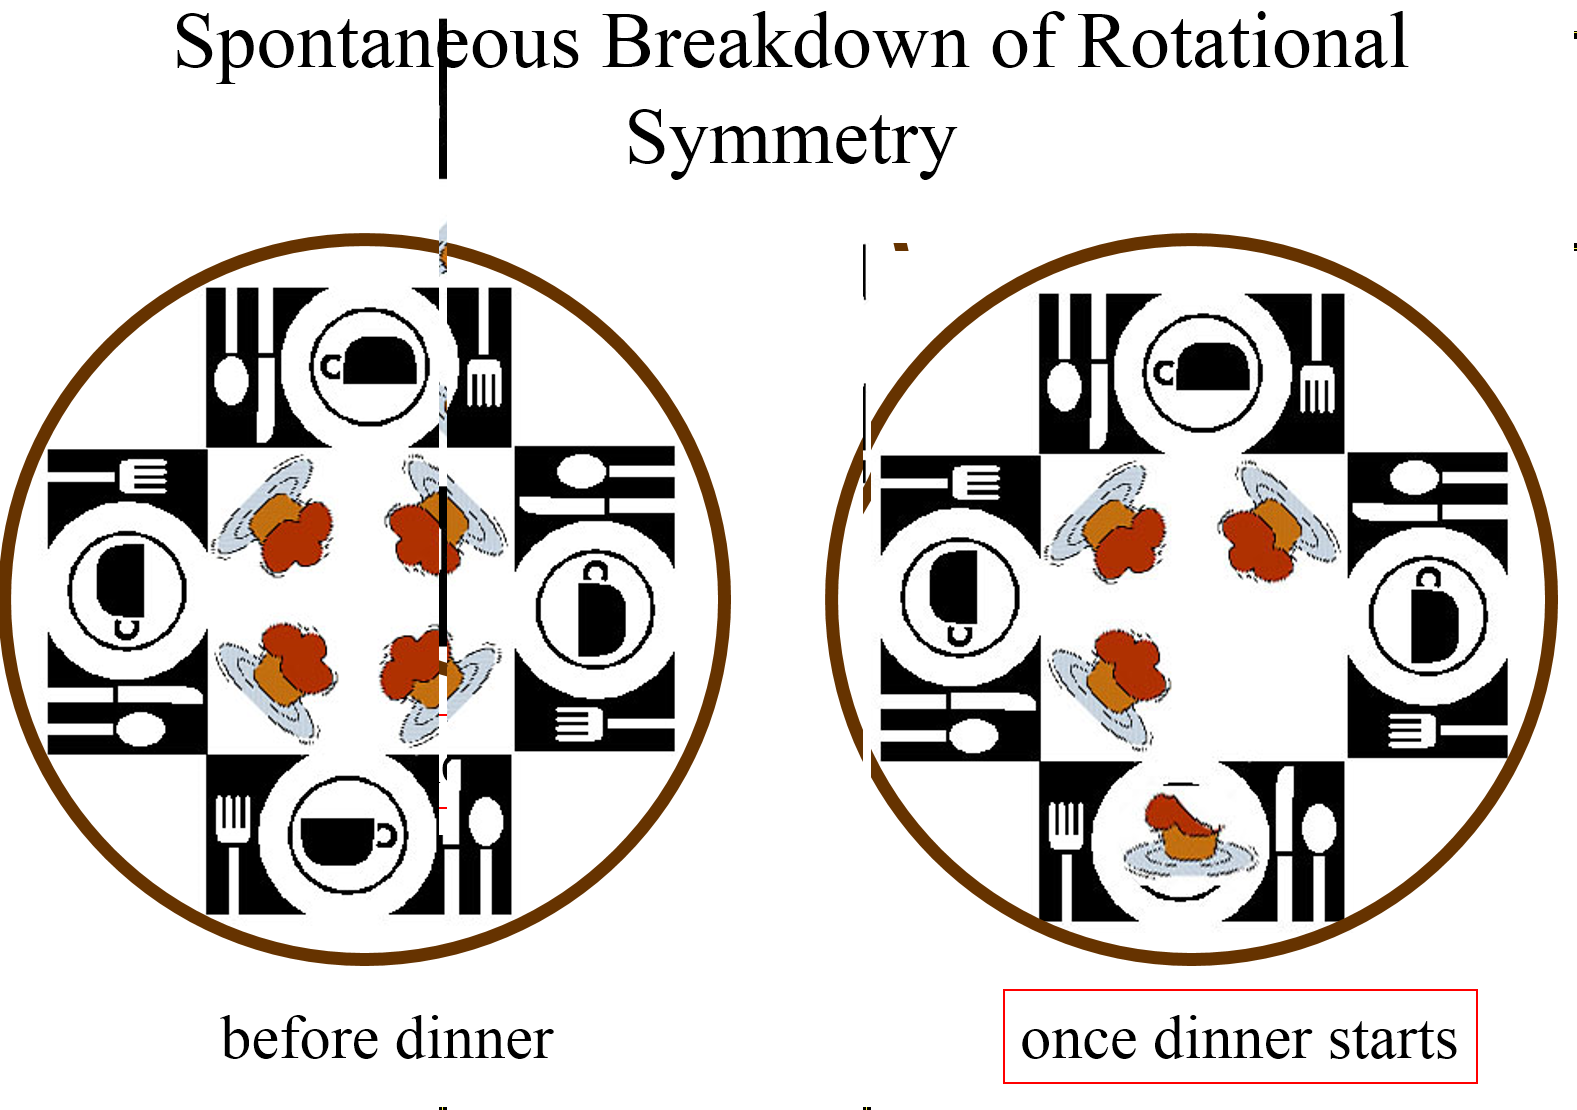 Spontaneous Breakdown of Rotational
Symmetry
before dinner
once dinner starts